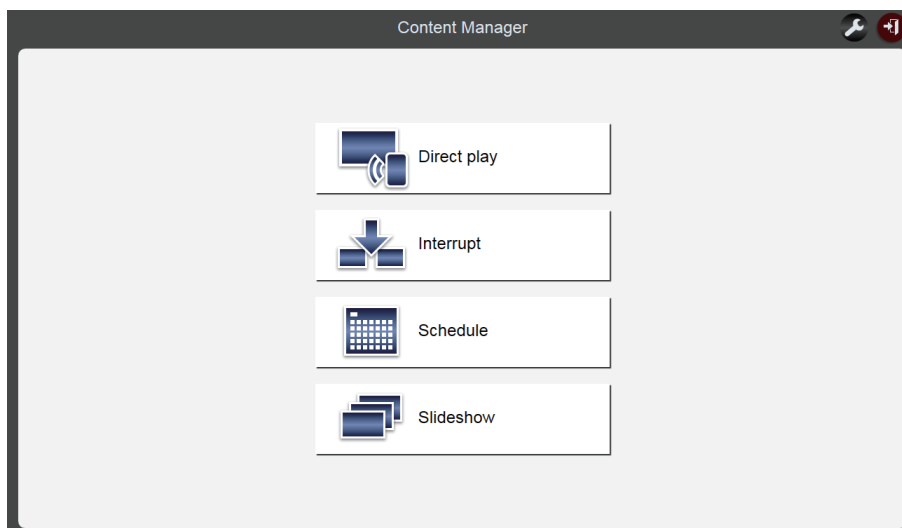 Content Manager
Direct play
Interrupt
Schedule
Slideshow